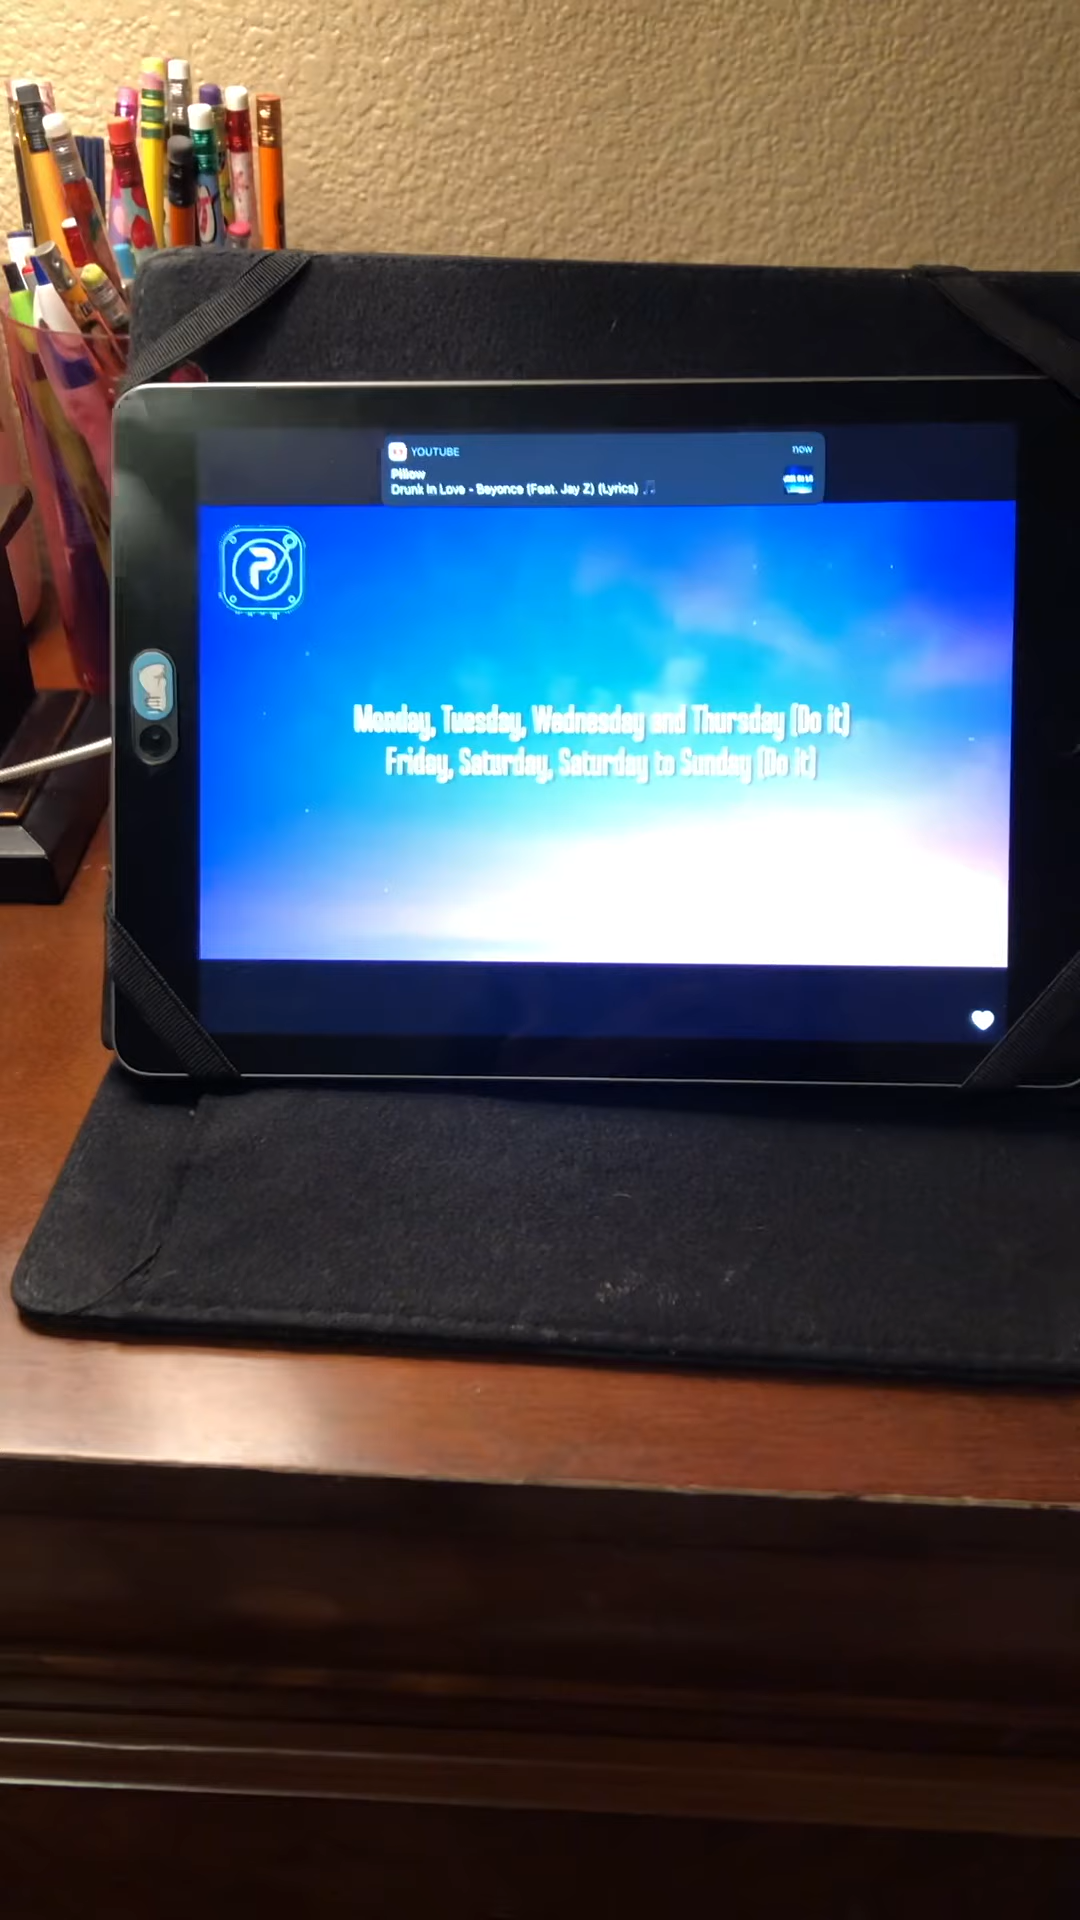 YOUTUBE
now
Pillow
Drunk In Love - Beyonce (Feat. Jay Z) (Lyrics)
Monday, Tuesday, Wednesday and Thursday (Do it)
Friday, Saturday, Saturday to Sunday (Do it)